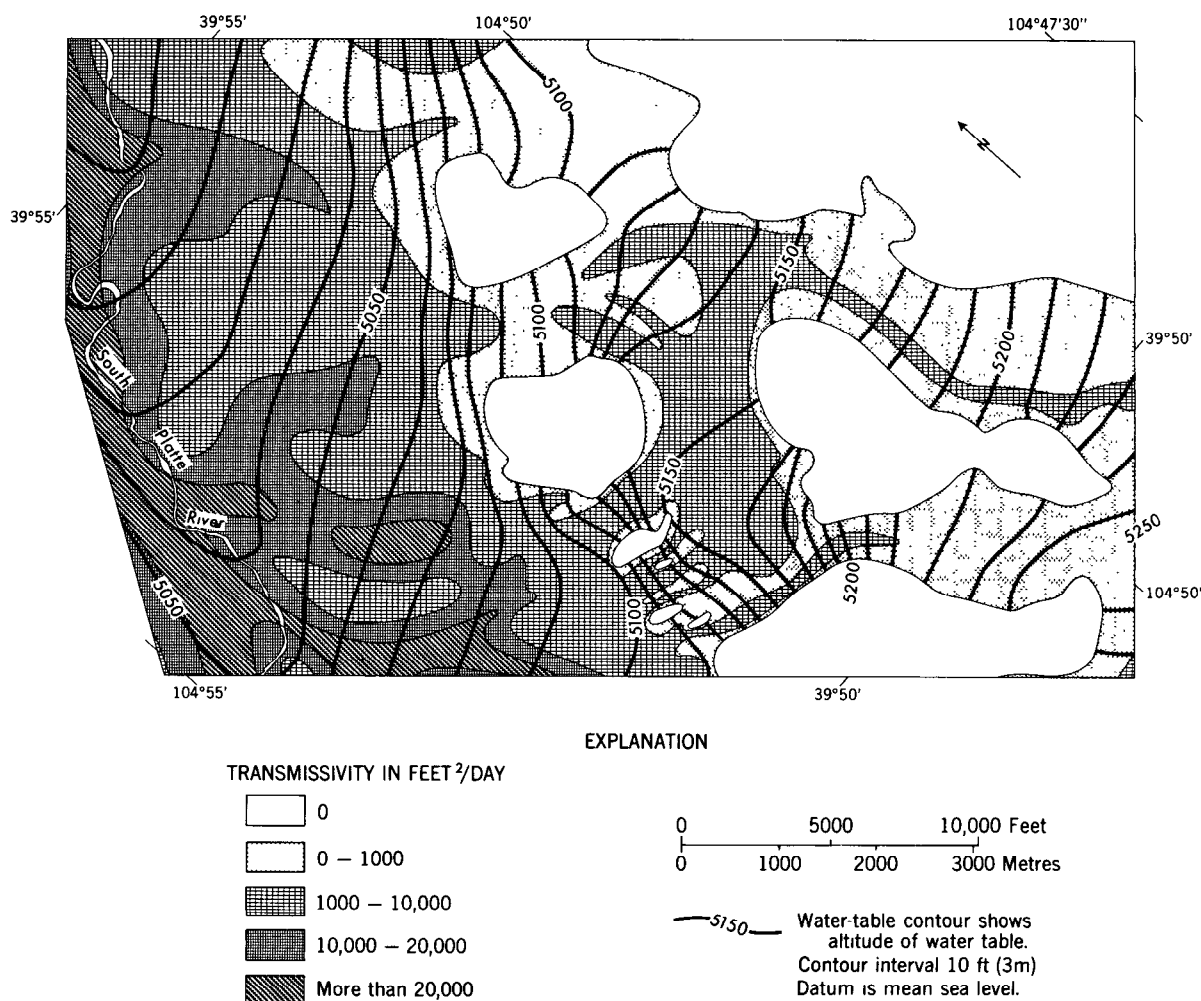 39°55' 104°50' 104°47'30"
5100
N
39°55'
5150
5050
5100
5200
39°50'
South
Platte
River
5150
5250
5050
5100
5200
104°50'
104°55' 39°50'
EXPLANATION
TRANSMISSIVITY IN FEET²/DAY
0
0 – 1000
1000 – 10,000
10,000 – 20,000
More than 20,000
0 5000 10,000 Feet
0 1000 2000 3000 Metres
5150 Water-table contour shows
altitude of water table.
Contour interval 10 ft (3m)
Datum is mean sea level.